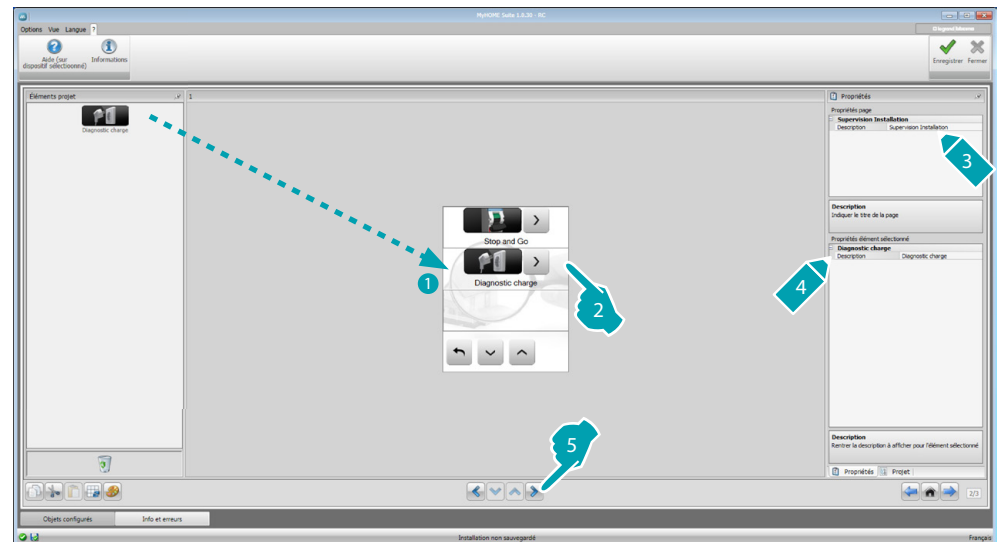 MyHOME Suite 1.0.30 - RC
Options Vue Langue ?
Aide (sur
dispositif sélectionné)
Informations
Enregistrer Fermer
Éléments projet
1
Propriétés
Diagnostic charge
Propriétés page
Supervision Installation
Description Supervision Installation
3
Description
Indiquer le titre de la page
Stop and Go
Diagnostic charge
1
2
Propriétés élément sélectionné
Diagnostic charge
Description Diagnostic charge
4
5
Description
Rentrer la description à afficher pour l'élément sélectionné
Propriétés Projet
2/3
Objets configurés Info et erreurs
Installation non sauvegardé
Français